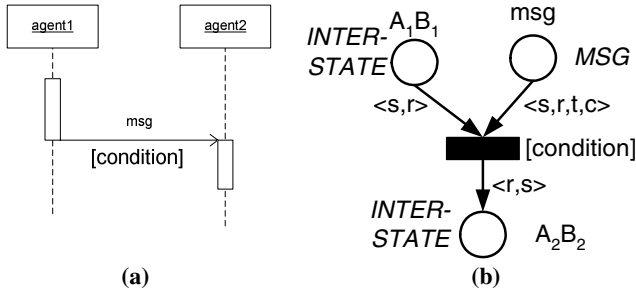 agent1
agent2
msg
[condition]
(a)
A₁B₁
msg
INTER-
STATE
MSG
<s,r>
<s,r,t,c>
[condition]
<r,s>
INTER-
STATE
A₂B₂
(b)